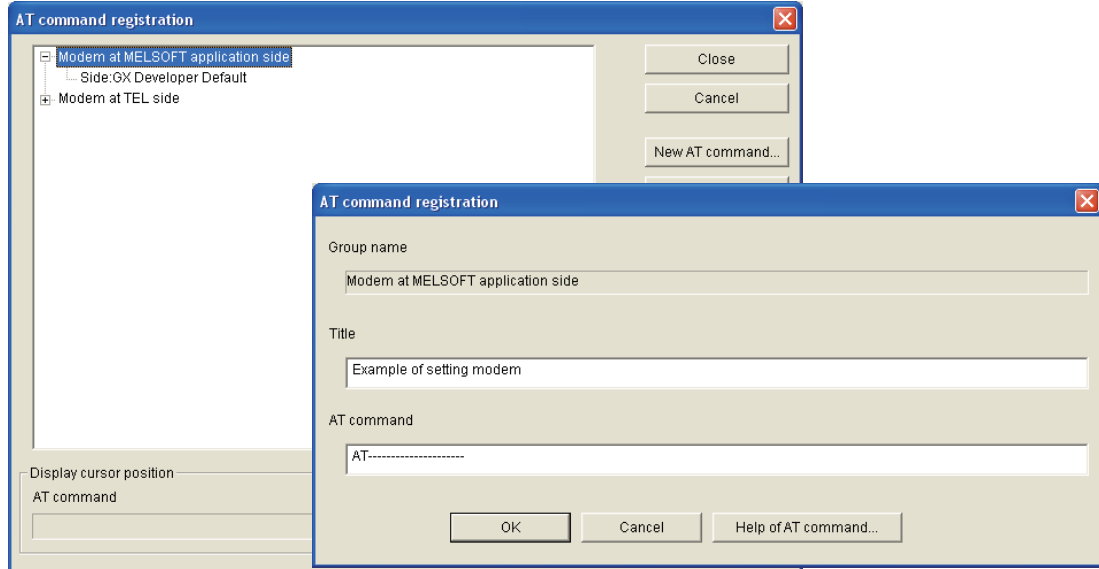 AT command registration
Modem at MELSOFT application side
Side:GX Developer Default
Modem at TEL side
Close
Cancel
New AT command...
Display cursor position
AT command
AT command registration
Group name
Modem at MELSOFT application side
Title
Example of setting modem
AT command
AT---------------------
OK
Cancel
Help of AT command...